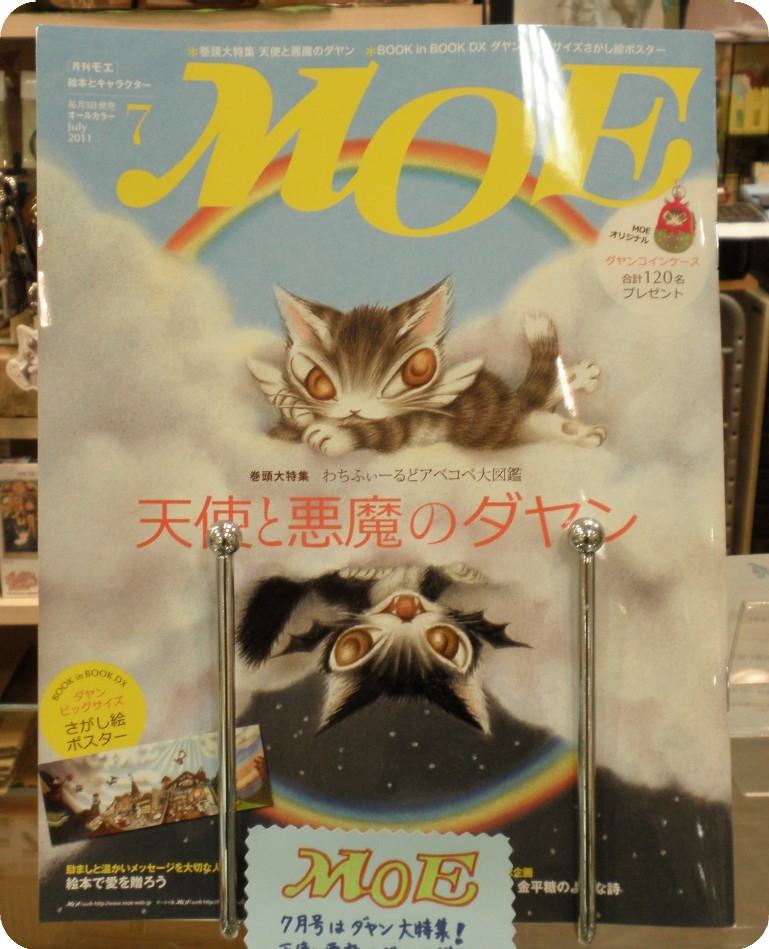 *巻頭大特集 天使と悪魔のダヤン *BOOK in BOOK DX ダヤン サイズさがし絵ポスター
[月刊モエ]
絵本とキャラクター
毎月3日発売
オールカラー
July
2011
7
MOE
MOE
オリジナル
ダヤンコインケース
合計120名
プレゼント
巻頭大特集 わちふぃーるどアベコベ大図鑑
天使と悪魔のダヤン
BOOK in BOOK DX
ダヤン
ビッグサイズ
さがし絵
ポスター
励ましと温かいメッセージを大切な人
絵本で愛を贈ろう
企画
金平糖のような詩
MOE
7月号はダヤン大特集!